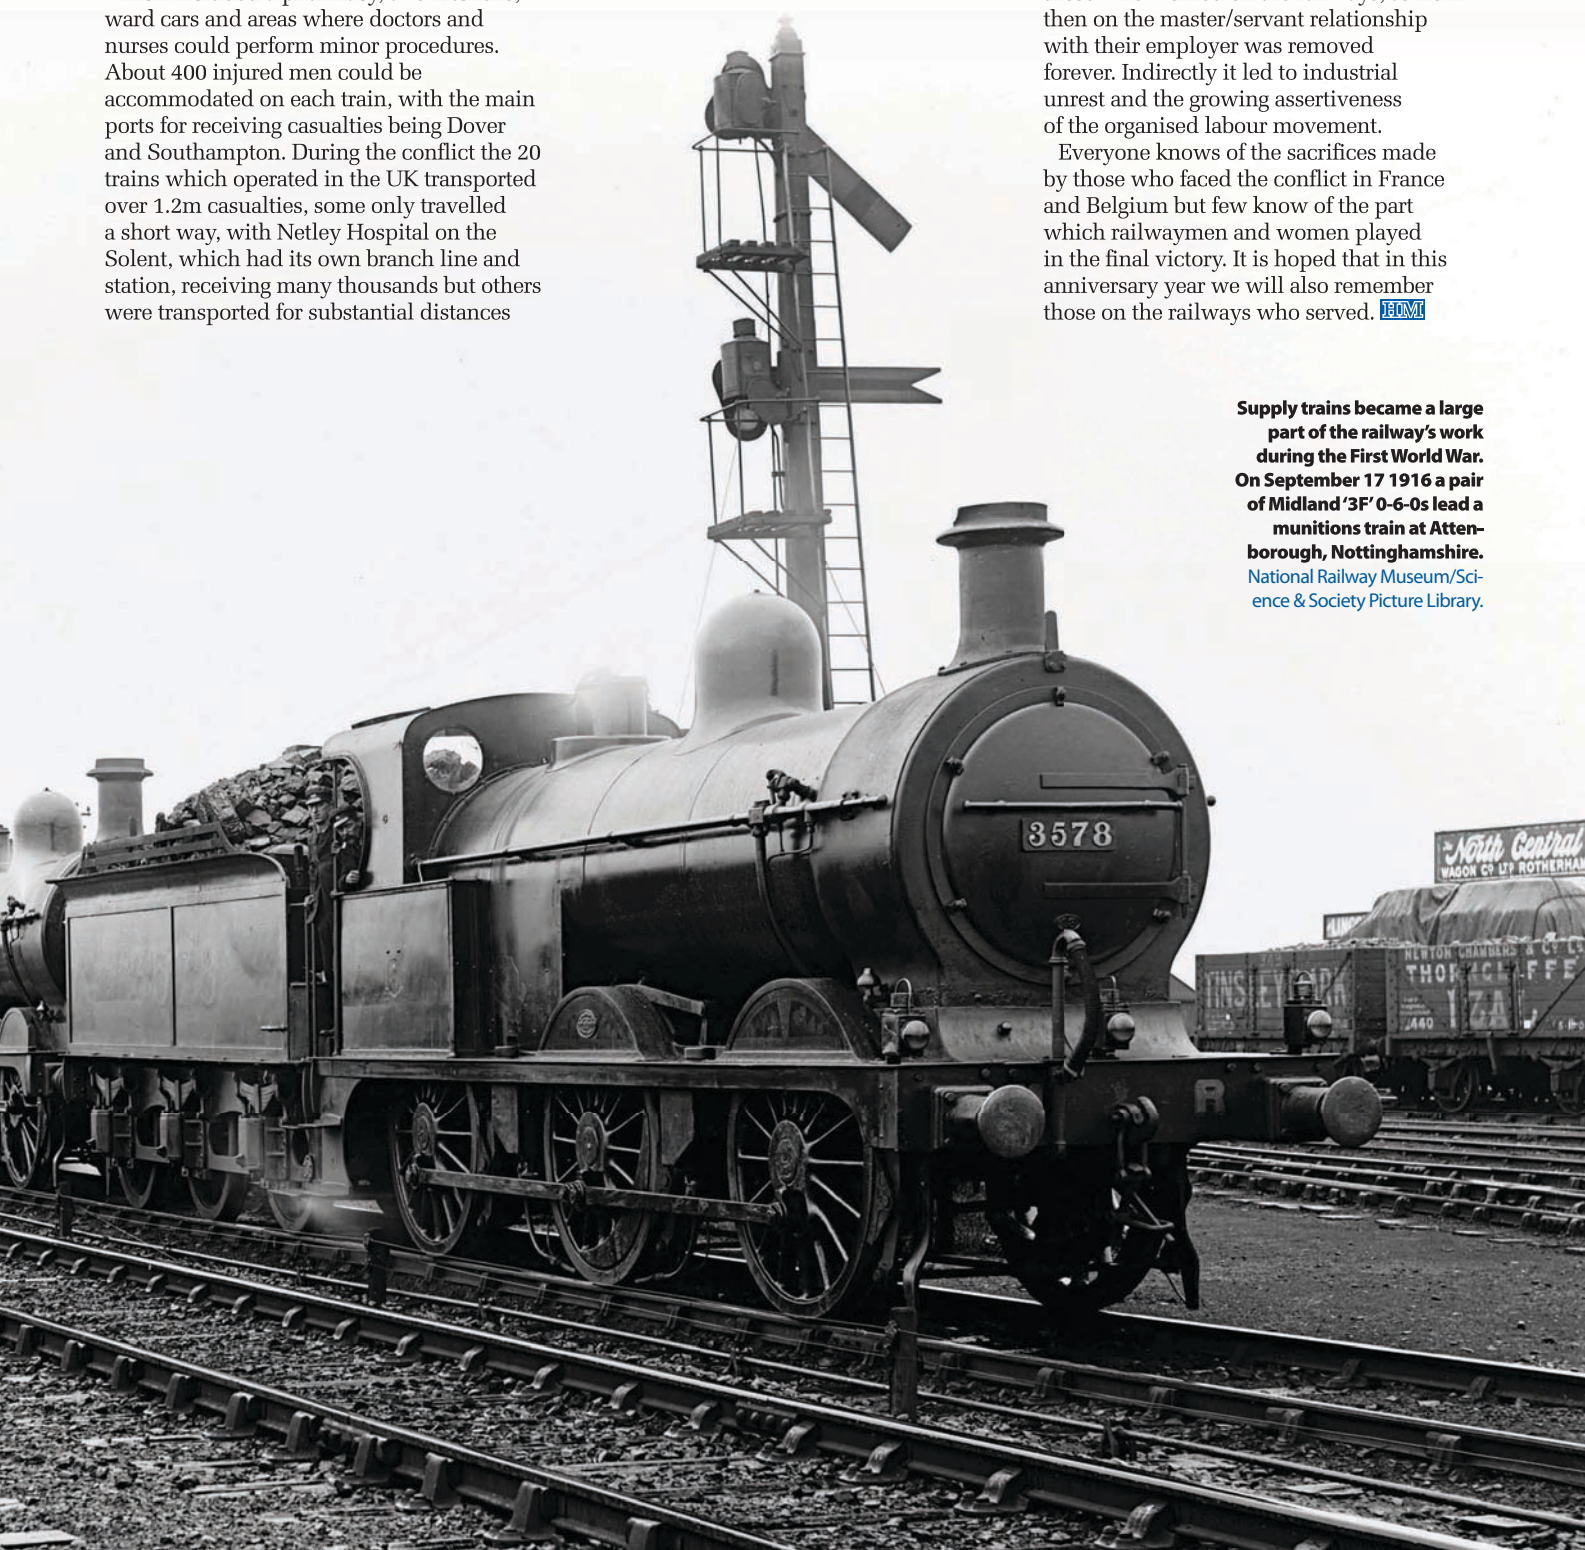 ward cars and areas where doctors and
nurses could perform minor procedures.
About 400 injured men could be
accommodated on each train, with the main
ports for receiving casualties being Dover
and Southampton. During the conflict the 20
trains which operated in the UK transported
over 1.2m casualties, some only travelled
a short way, with Netley Hospital on the
Solent, which had its own branch line and
station, receiving many thousands but others
were transported for substantial distances
then on the master/servant relationship
with their employer was removed
forever. Indirectly it led to industrial
unrest and the growing assertiveness
of the organised labour movement.
Everyone knows of the sacrifices made
by those who faced the conflict in France
and Belgium but few know of the part
which railwaymen and women played
in the final victory. It is hoped that in this
anniversary year we will also remember
those on the railways who served. HM
Supply trains became a large
part of the railway's work
during the First World War.
On September 17 1916 a pair
of Midland '3F' 0-6-0s lead a
munitions train at Atten-
borough, Nottinghamshire.
National Railway Museum/Sci-
ence & Society Picture Library.
3578
The North Central
WAGON CO LTD ROTHERHAM
NEWTON CHAMBERS & CO LD
R